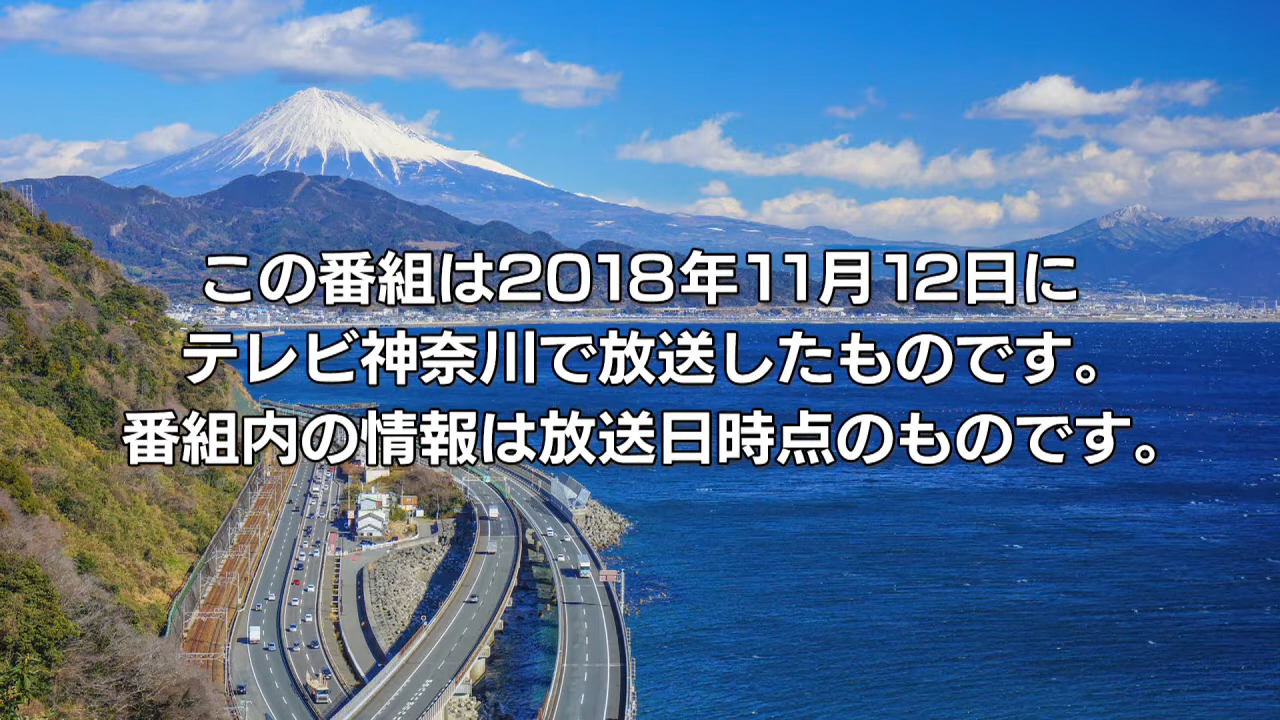 この番組は2018年11月12日に
テレビ神奈川で放送したものです。
番組内の情報は放送日時点のものです。